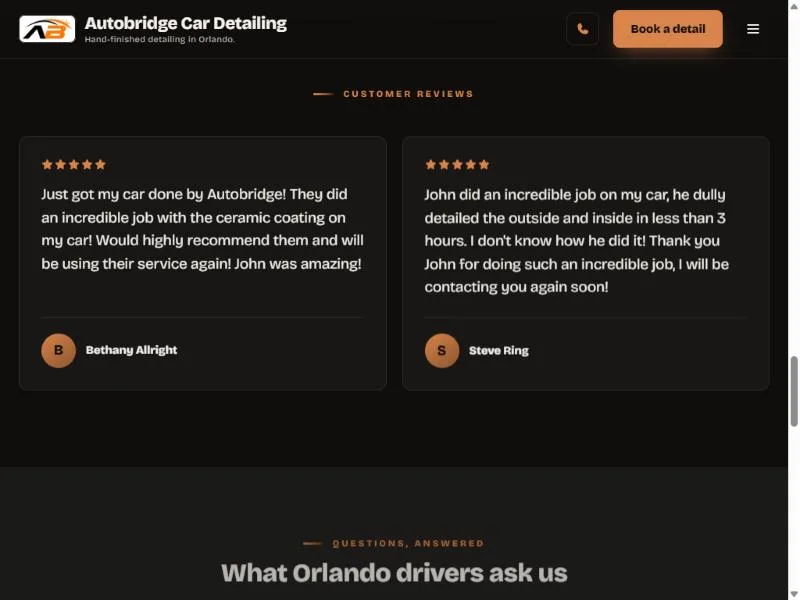 AB
Autobridge Car Detailing
Hand-finished detailing in Orlando.
Book a detail
CUSTOMER REVIEWS
Just got my car done by Autobridge! They did
an incredible job with the ceramic coating on
my car! Would highly recommend them and will
be using their service again! John was amazing!
B
Bethany Allright
John did an incredible job on my car, he dully
detailed the outside and inside in less than 3
hours. I don't know how he did it! Thank you
John for doing such an incredible job, I will be
contacting you again soon!
S
Steve Ring
QUESTIONS, ANSWERED
What Orlando drivers ask us